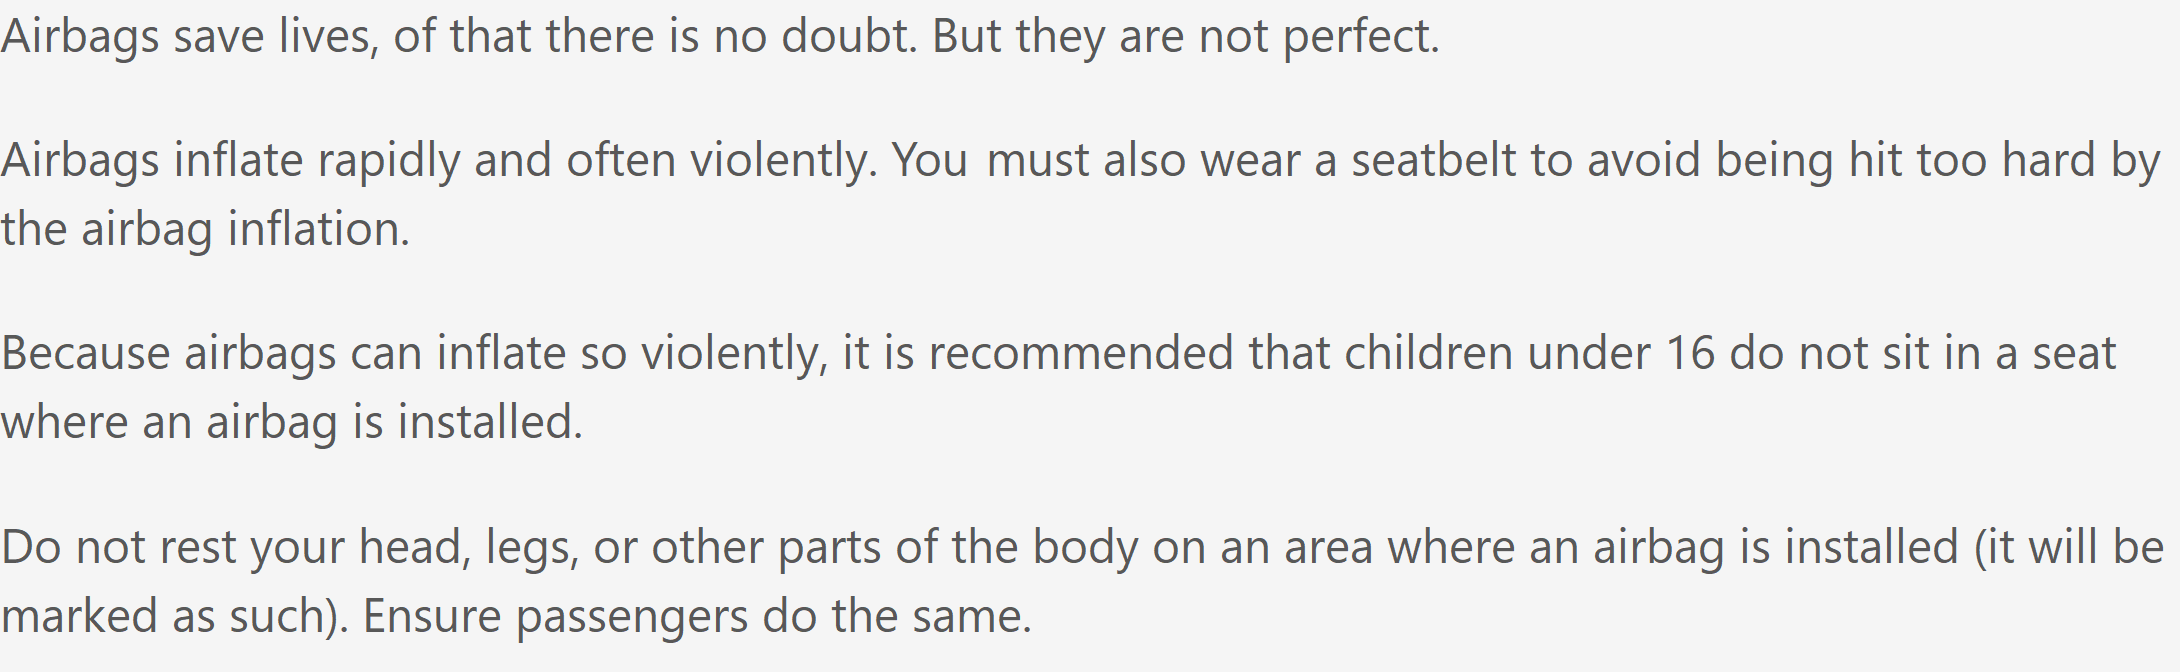 Airbags save lives, of that there is no doubt. But they are not perfect.
Airbags inflate rapidly and often violently. You must also wear a seatbelt to avoid being hit too hard by
the airbag inflation.
Because airbags can inflate so violently, it is recommended that children under 16 do not sit in a seat
where an airbag is installed.
Do not rest your head, legs, or other parts of the body on an area where an airbag is installed (it will be
marked as such). Ensure passengers do the same.